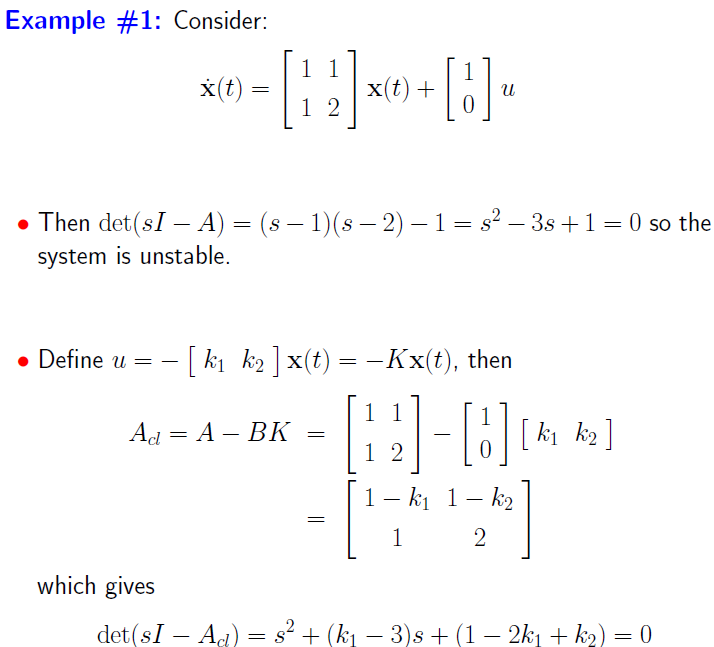 Example #1: Consider:
ẋ(t) = [ 1 1 ; 1 2 ] x(t) + [ 1 ; 0 ] u
• Then det(sI − A) = (s − 1)(s − 2) − 1 = s² − 3s + 1 = 0 so the
system is unstable.
• Define u = − [ k₁ k₂ ] x(t) = −Kx(t), then
A_cl = A − BK = [ 1 1 ; 1 2 ] − [ 1 ; 0 ] [ k₁ k₂ ]
= [ 1 − k₁ 1 − k₂ ; 1 2 ]
which gives
det(sI − A_cl) = s² + (k₁ − 3)s + (1 − 2k₁ + k₂) = 0